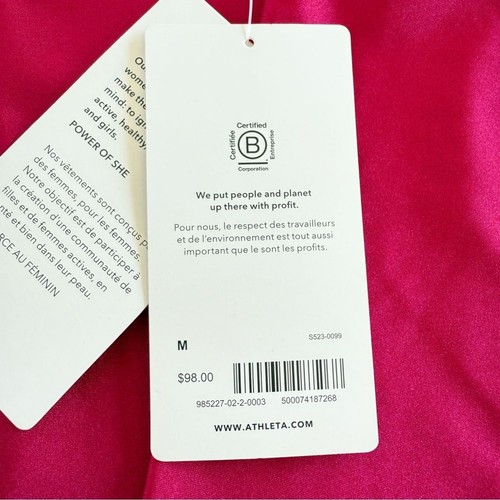 Ou
wome
make the
mind: to ig
active, healthy
and girls.
POWER OF SHE
Nos vêtements sont conçus p
des femmes, pour les femmes.
Notre objectif est de participer à
la création d'une communauté de
filles et de femmes actives, en
nté et bien dans leur peau.
RCE AU FÉMININ
Certified
Certifiée
B
Entreprise
Corporation
We put people and planet
up there with profit.
Pour nous, le respect des travailleurs
et de l'environnement est tout aussi
important que le sont les profits.
S523-0099
M
$98.00
985227-02-2-0003 500074187268
WWW.ATHLETA.COM